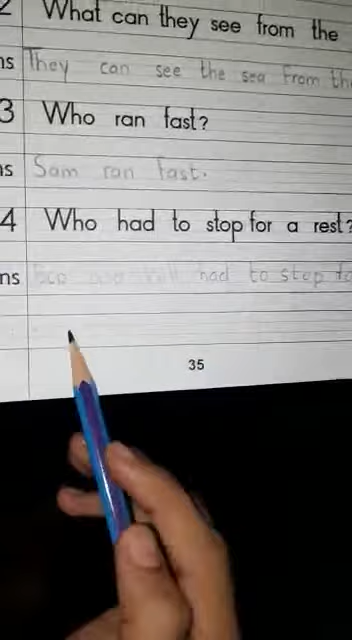 2 What can they see from the
ns They can see the sea from the
3 Who ran fast?
ns Sam ran fast.
4 Who had to stop for a rest?
ns had to stop fo
35